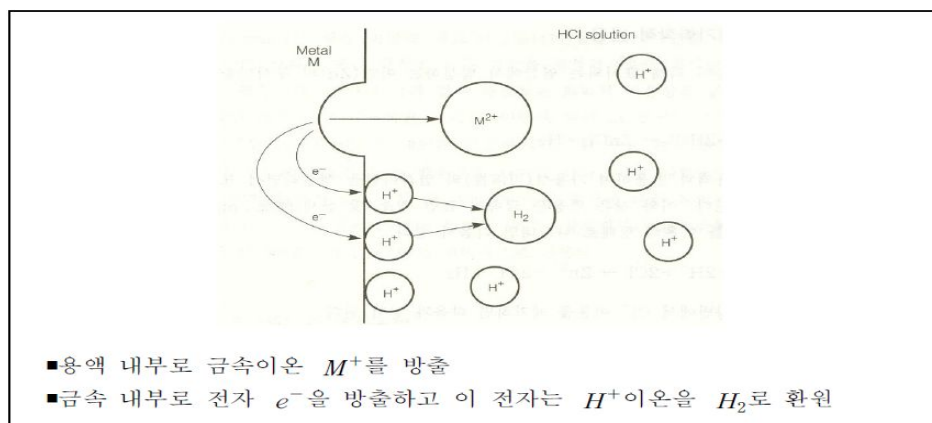 HCl solution
Metal
M
H⁺
M²⁺
H⁺
e⁻
H⁺
H₂
e⁻
H⁺
H⁺
H⁺
H⁺
■용액 내부로 금속이온 M⁺를 방출
■금속 내부로 전자 e⁻을 방출하고 이 전자는 H⁺이온을 H₂로 환원